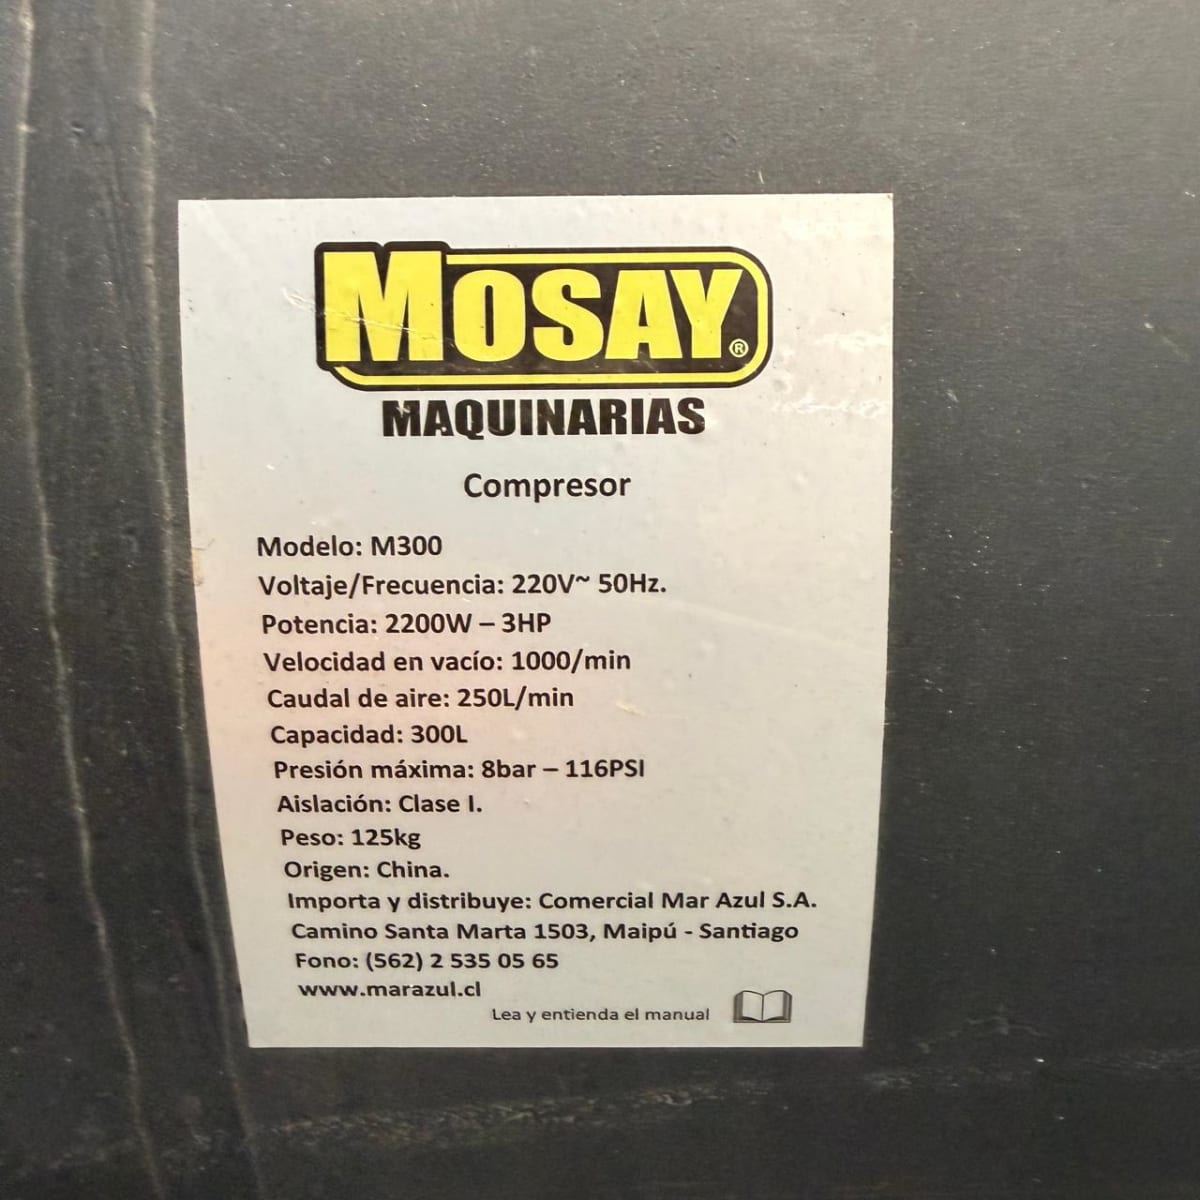 MOSAY®
MAQUINARIAS
Compresor
Modelo: M300
Voltaje/Frecuencia: 220V~ 50Hz.
Potencia: 2200W – 3HP
Velocidad en vacío: 1000/min
Caudal de aire: 250L/min
Capacidad: 300L
Presión máxima: 8bar – 116PSI
Aislación: Clase I.
Peso: 125kg
Origen: China.
Importa y distribuye: Comercial Mar Azul S.A.
Camino Santa Marta 1503, Maipú - Santiago
Fono: (562) 2 535 05 65
www.marazul.cl
Lea y entienda el manual